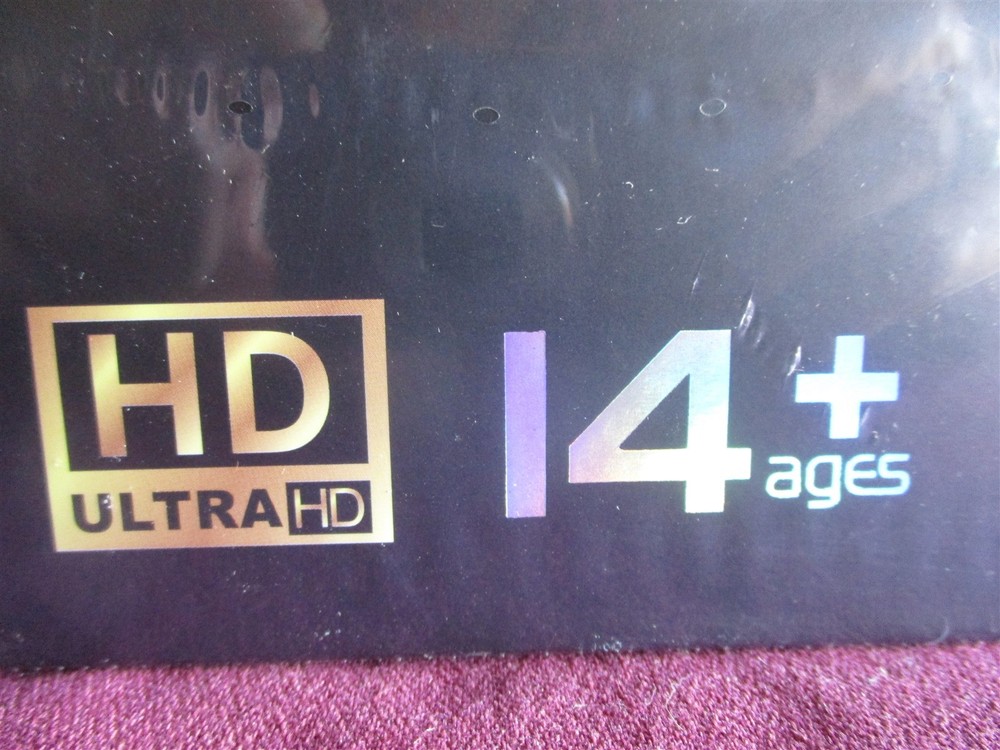 HD
ULTRA HD
14+
ages